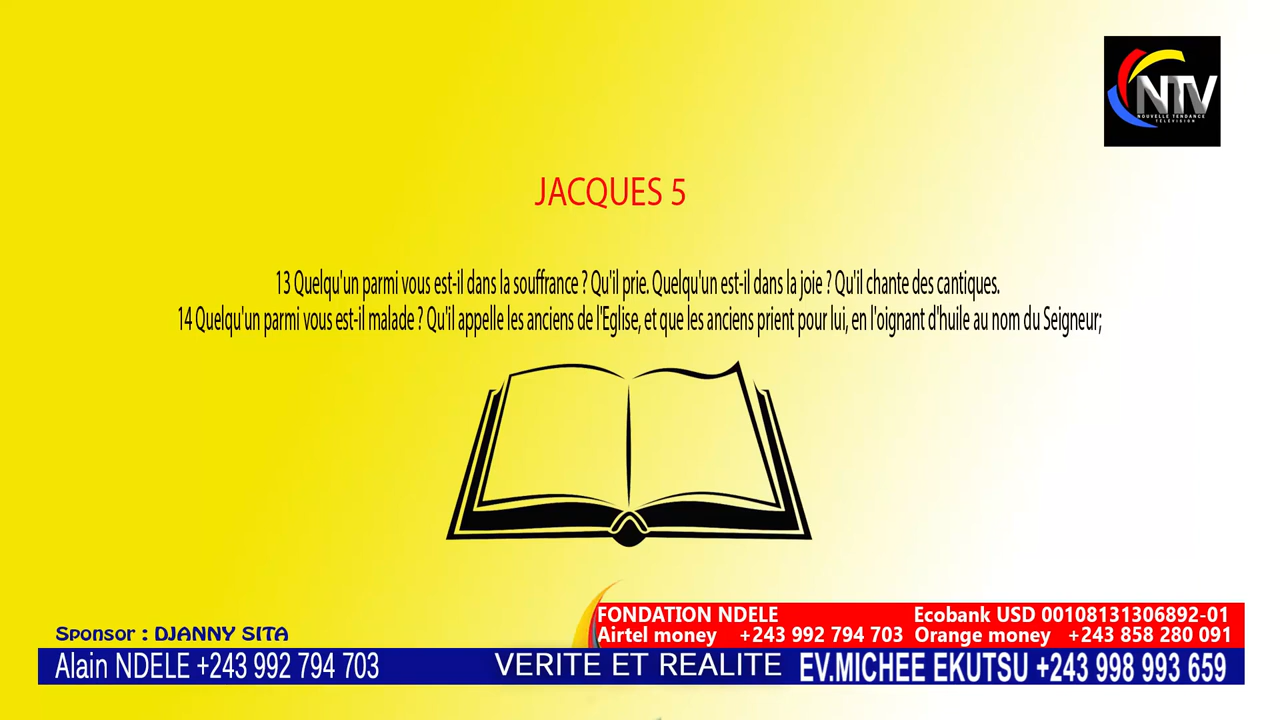 NTV
NOUVELLE TENDANCE
TÉLÉVISION
JACQUES 5
13 Quelqu'un parmi vous est-il dans la souffrance ? Qu'il prie. Quelqu'un est-il dans la joie ? Qu'il chante des cantiques.
14 Quelqu'un parmi vous est-il malade ? Qu'il appelle les anciens de l'Eglise, et que les anciens prient pour lui, en l'oignant d'huile au nom du Seigneur;
FONDATION NDELE Ecobank USD 00108131306892-01
Sponsor : DJANNY SITA
Airtel money +243 992 794 703 Orange money +243 858 280 091
Alain NDELE +243 992 794 703 VERITE ET REALITE EV.MICHEE EKUTSU +243 998 993 659